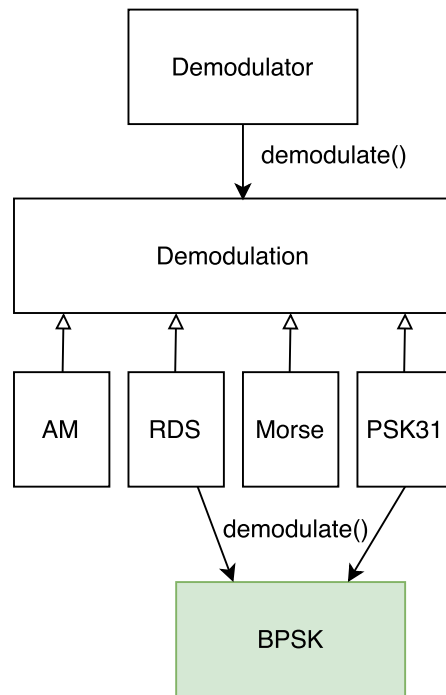 Demodulator
demodulate()
Demodulation
AM
RDS
Morse
PSK31
demodulate()
BPSK